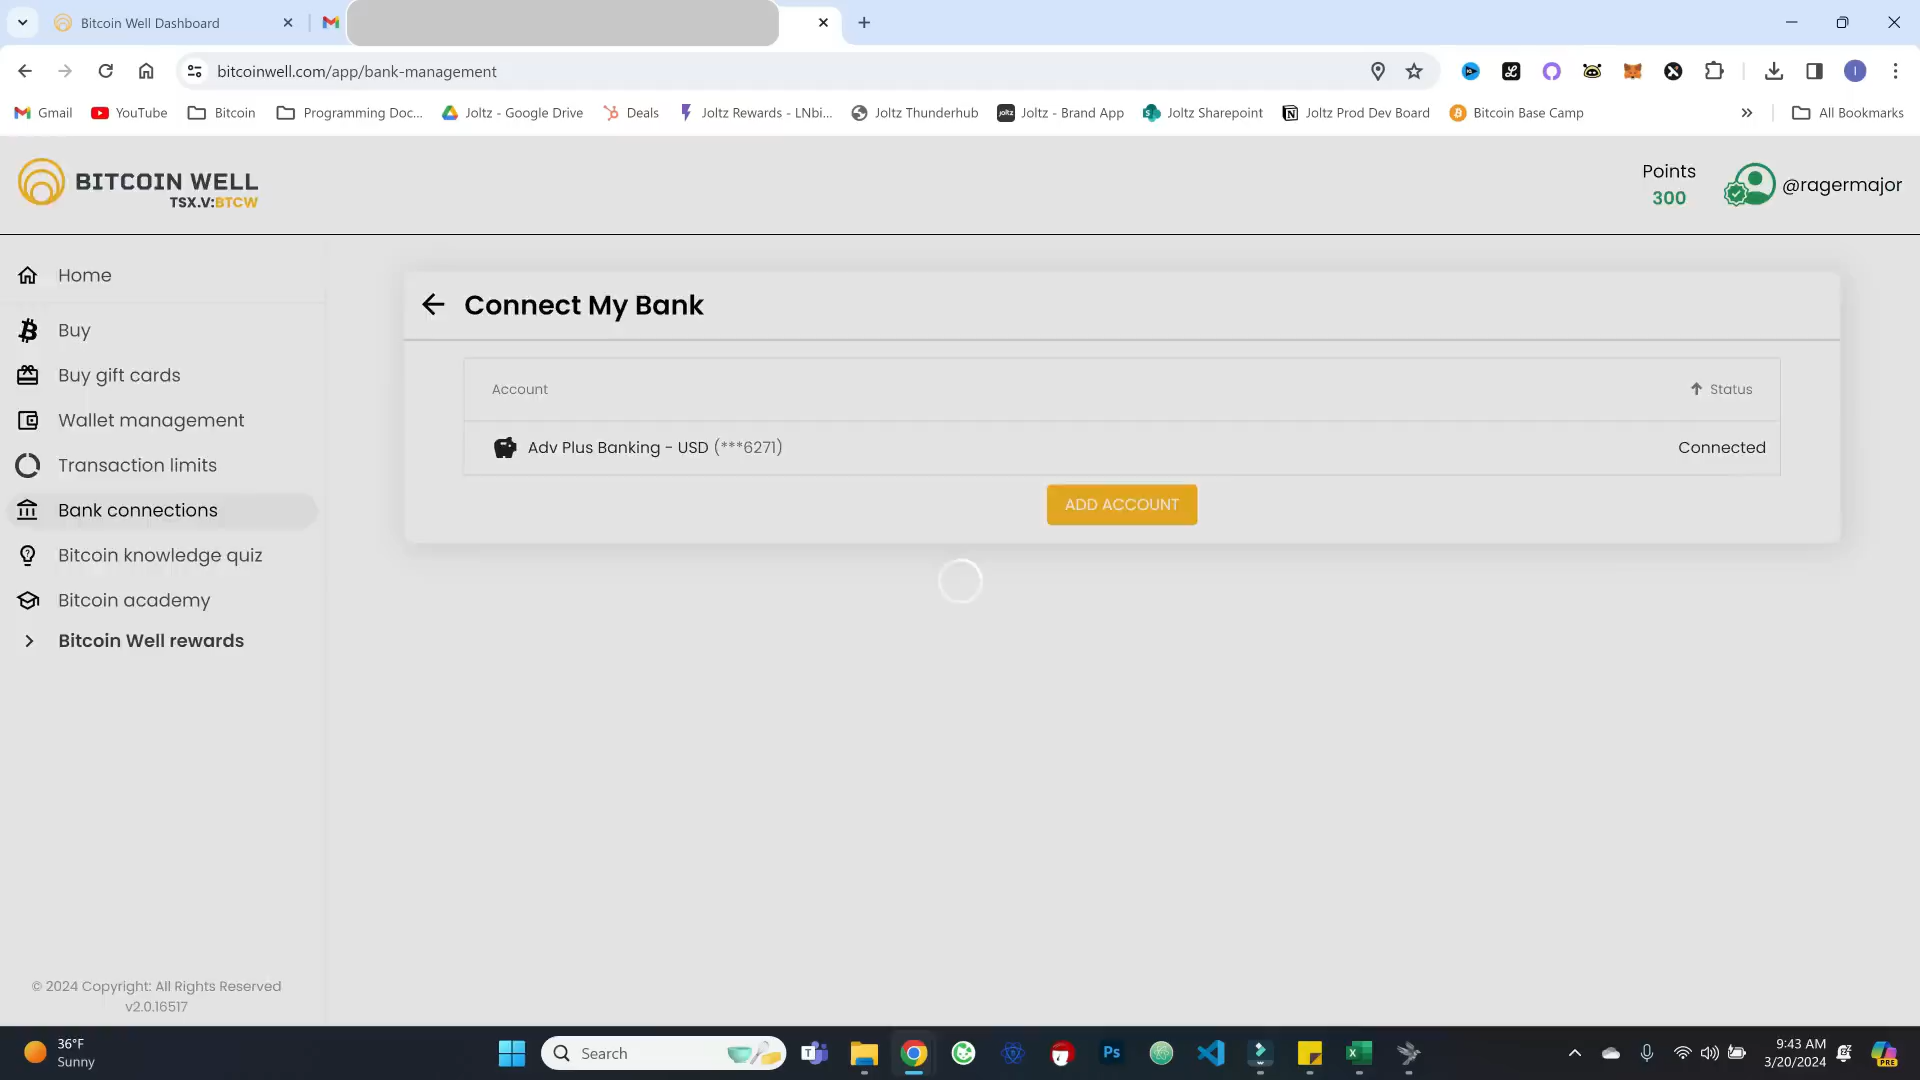 Bitcoin Well Dashboard
bitcoinwell.com/app/bank-management
Gmail
YouTube
Bitcoin
Programming Doc...
Joltz - Google Drive
Deals
Joltz Rewards - LNbi...
Joltz Thunderhub
Joltz - Brand App
Joltz Sharepoint
Joltz Prod Dev Board
Bitcoin Base Camp
All Bookmarks
BITCOIN WELL
TSX.V:BTCW
Points
300
@ragermajor
Home
Buy
Buy gift cards
Wallet management
Transaction limits
Bank connections
Bitcoin knowledge quiz
Bitcoin academy
Bitcoin Well rewards
Connect My Bank
Account
Status
Adv Plus Banking - USD (***6271)
Connected
ADD ACCOUNT
© 2024 Copyright: All Rights Reserved
v2.0.16517
36°F
Sunny
Search
Ps
9:43 AM
3/20/2024
PRE